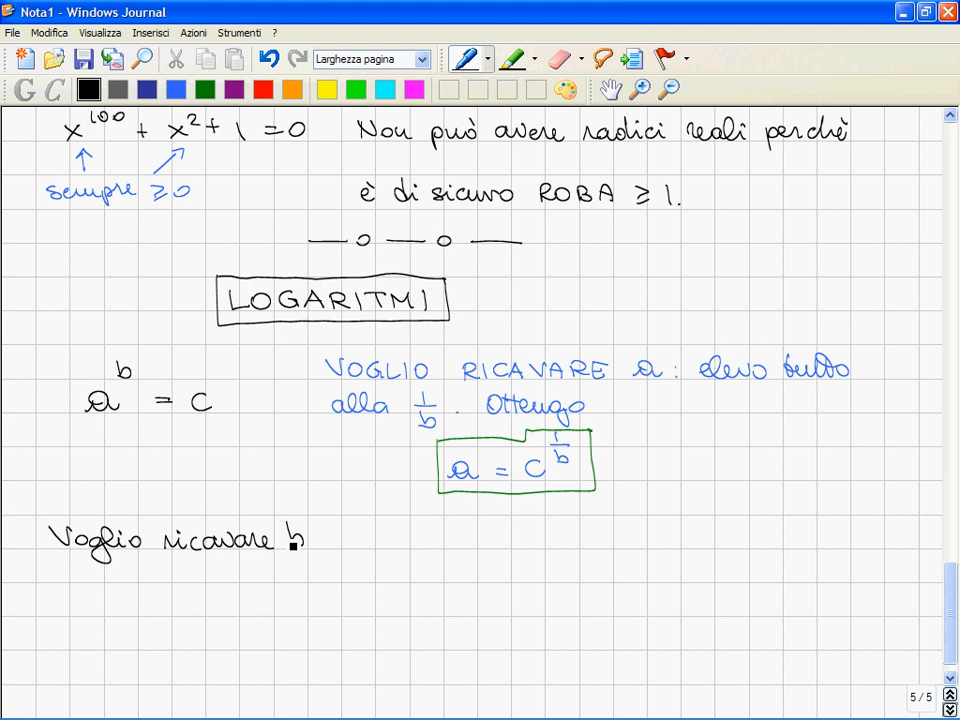 Nota1 - Windows Journal
File Modifica Visualizza Inserisci Azioni Strumenti ?
Larghezza pagina
G C
x^100 + x^2 + 1 = 0 Non può avere radici reali perchè
sempre ≥ 0 è di sicuro ROBA ≥ 1.
LOGARITMI
a^b = c VOGLIO RICAVARE a: elevo tutto
alla 1/b. Ottengo
a = c^(1/b)
Voglio ricavare b
5 / 5